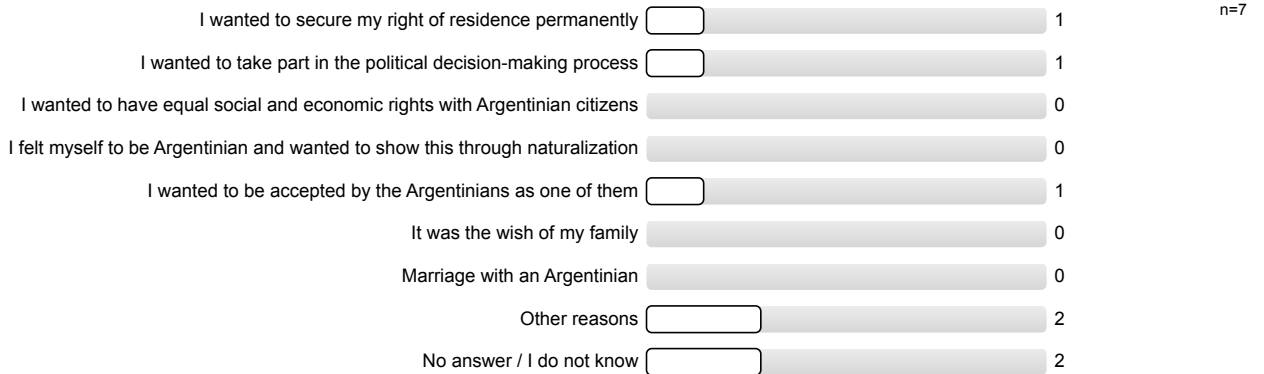 I wanted to secure my right of residence permanently 1 n=7
I wanted to take part in the political decision-making process 1
I wanted to have equal social and economic rights with Argentinian citizens 0
I felt myself to be Argentinian and wanted to show this through naturalization 0
I wanted to be accepted by the Argentinians as one of them 1
It was the wish of my family 0
Marriage with an Argentinian 0
Other reasons 2
No answer / I do not know 2